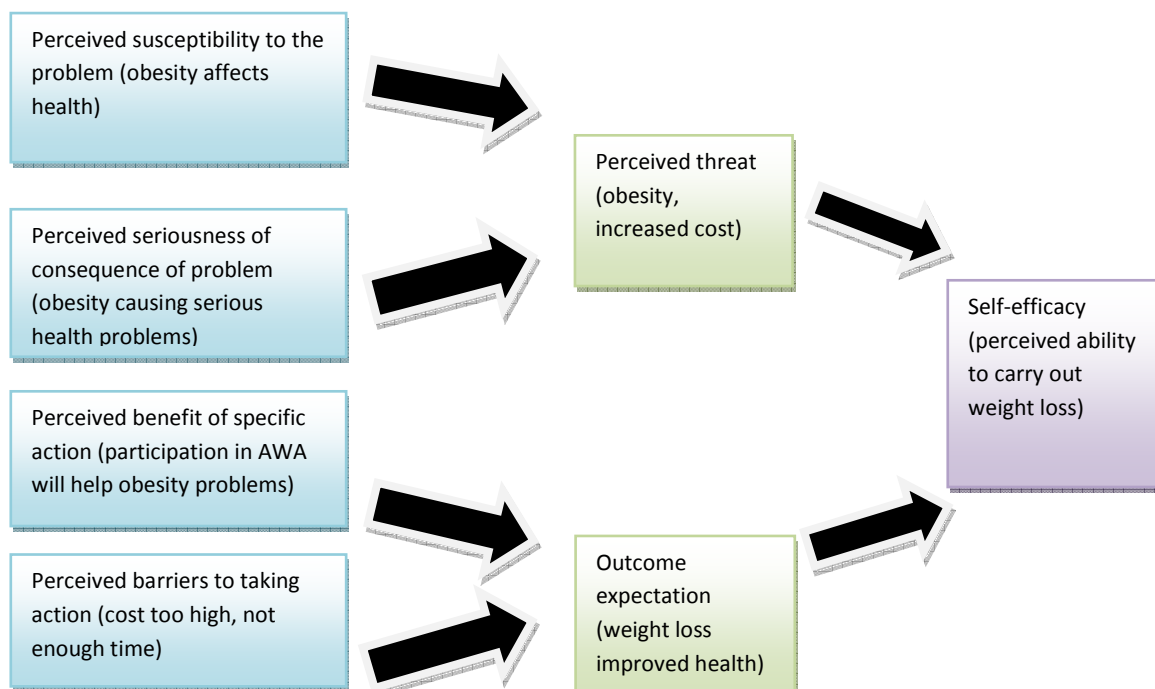 Perceived susceptibility to the
problem (obesity affects
health)
Perceived seriousness of
consequence of problem
(obesity causing serious
health problems)
Perceived benefit of specific
action (participation in AWA
will help obesity problems)
Perceived barriers to taking
action (cost too high, not
enough time)
Perceived threat
(obesity,
increased cost)
Outcome
expectation
(weight loss
improved health)
Self-efficacy
(perceived ability
to carry out
weight loss)